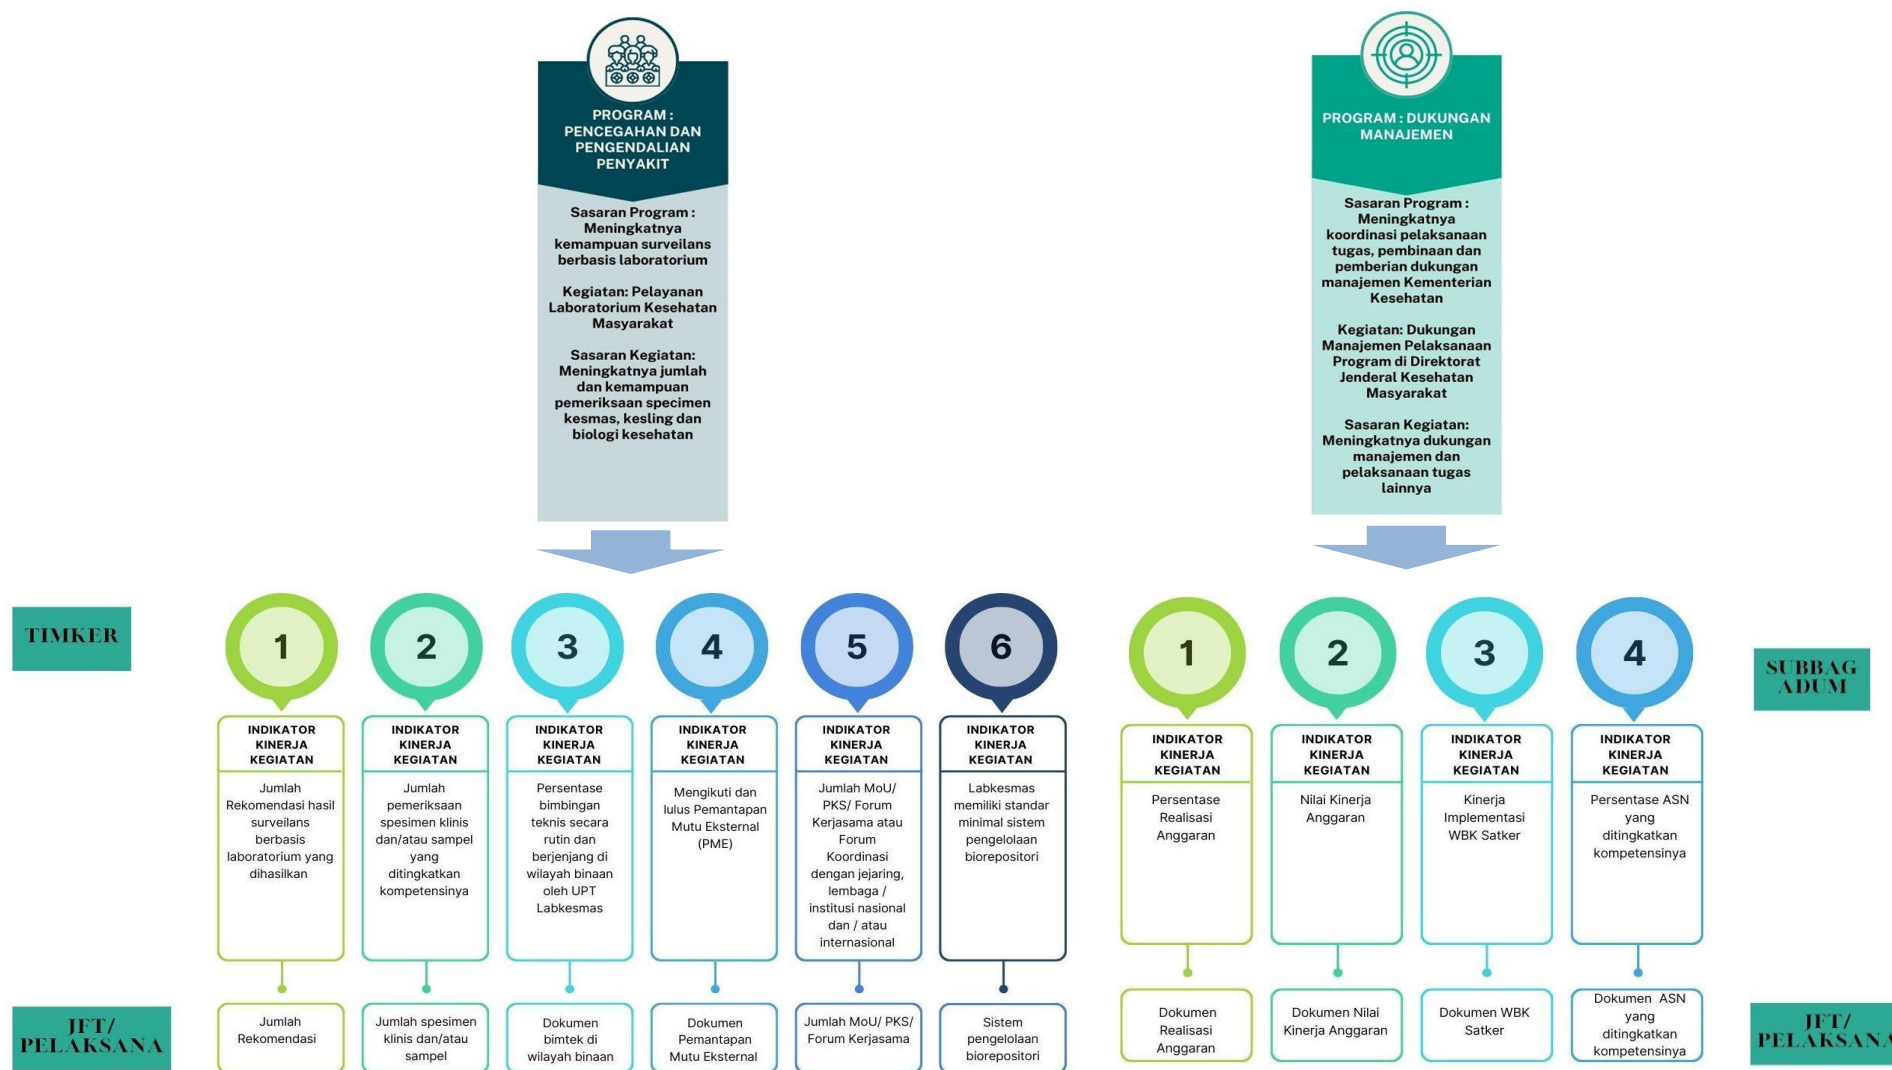 PROGRAM :
PENCEGAHAN DAN
PENGENDALIAN
PENYAKIT
Sasaran Program :
Meningkatnya
kemampuan surveilans
berbasis laboratorium
Kegiatan: Pelayanan
Laboratorium Kesehatan
Masyarakat
Sasaran Kegiatan:
Meningkatnya jumlah
dan kemampuan
pemeriksaan specimen
kesmas, kesling dan
biologi kesehatan
PROGRAM : DUKUNGAN
MANAJEMEN
Sasaran Program :
Meningkatnya
koordinasi pelaksanaan
tugas, pembinaan dan
pemberian dukungan
manajemen Kementerian
Kesehatan
Kegiatan: Dukungan
Manajemen Pelaksanaan
Program di Direktorat
Jenderal Kesehatan
Masyarakat
Sasaran Kegiatan:
Meningkatnya dukungan
manajemen dan
pelaksanaan tugas
lainnya
TIMKER
1
INDIKATOR
KINERJA
KEGIATAN
Jumlah
Rekomendasi hasil
surveilans
berbasis
laboratorium yang
dihasilkan
2
INDIKATOR
KINERJA
KEGIATAN
Jumlah
pemeriksaan
spesimen klinis
dan/atau sampel
yang
ditingkatkan
kompetensinya
3
INDIKATOR
KINERJA
KEGIATAN
Persentase
bimbingan
teknis secara
rutin dan
berjenjang di
wilayah binaan
oleh UPT
Labkesmas
4
INDIKATOR
KINERJA
KEGIATAN
Mengikuti dan
lulus Pemantapan
Mutu Eksternal
(PME)
5
INDIKATOR
KINERJA
KEGIATAN
Jumlah MoU/
PKS/ Forum
Kerjasama atau
Forum
Koordinasi
dengan jejaring,
lembaga /
institusi nasional
dan / atau
internasional
6
INDIKATOR
KINERJA
KEGIATAN
Labkesmas
memiliki standar
minimal sistem
pengelolaan
biorepositori
1
INDIKATOR
KINERJA
KEGIATAN
Persentase
Realisasi
Anggaran
2
INDIKATOR
KINERJA
KEGIATAN
Nilai Kinerja
Anggaran
3
INDIKATOR
KINERJA
KEGIATAN
Kinerja
Implementasi
WBK Satker
4
INDIKATOR
KINERJA
KEGIATAN
Persentase ASN
yang
ditingkatkan
kompetensinya
SUBBAG
ADUM
JFT/
PELAKSANA
Jumlah
Rekomendasi
Jumlah spesimen
klinis dan/atau
sampel
Dokumen
bimtek di
wilayah binaan
Dokumen
Pemantapan
Mutu Eksternal
Jumlah MoU/ PKS/
Forum Kerjasama
Sistem
pengelolaan
biorepositori
Dokumen
Realisasi
Anggaran
Dokumen Nilai
Kinerja Anggaran
Dokumen WBK
Satker
Dokumen ASN
yang
ditingkatkan
kompetensinya
JFT/
PELAKSANA